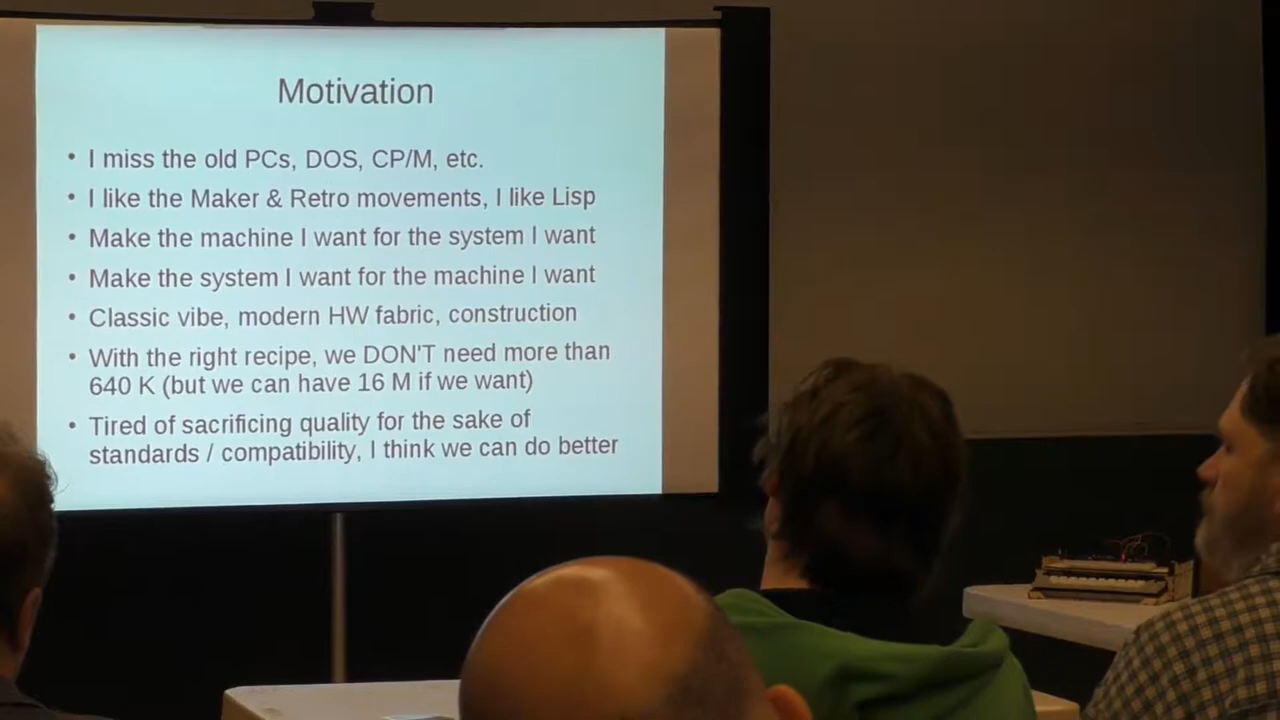 Motivation
• I miss the old PCs, DOS, CP/M, etc.
• I like the Maker & Retro movements, I like Lisp
• Make the machine I want for the system I want
• Make the system I want for the machine I want
• Classic vibe, modern HW fabric, construction
• With the right recipe, we DON'T need more than
640 K (but we can have 16 M if we want)
• Tired of sacrificing quality for the sake of
standards / compatibility, I think we can do better